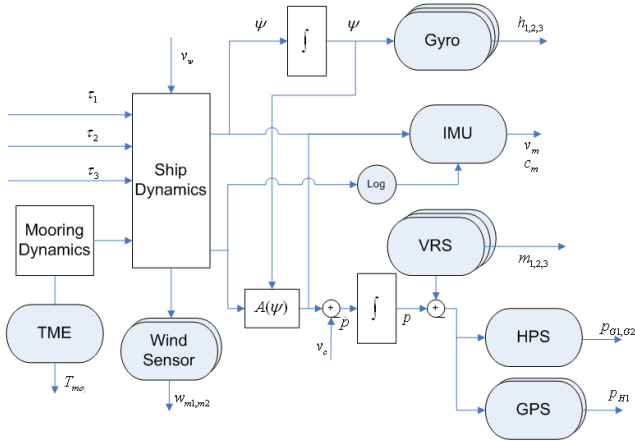 ψ̇
∫
ψ
Gyro
h1,2,3
vw
τ1
τ2
τ3
Ship
Dynamics
IMU
vm
cm
Log
Mooring
Dynamics
VRS
m1,2,3
A(ψ)
+
ṗ
∫
p
+
−
vc
TME
Wind
Sensor
HPS
pG1,G2
Tmo,
wm1,m2
GPS
pH1